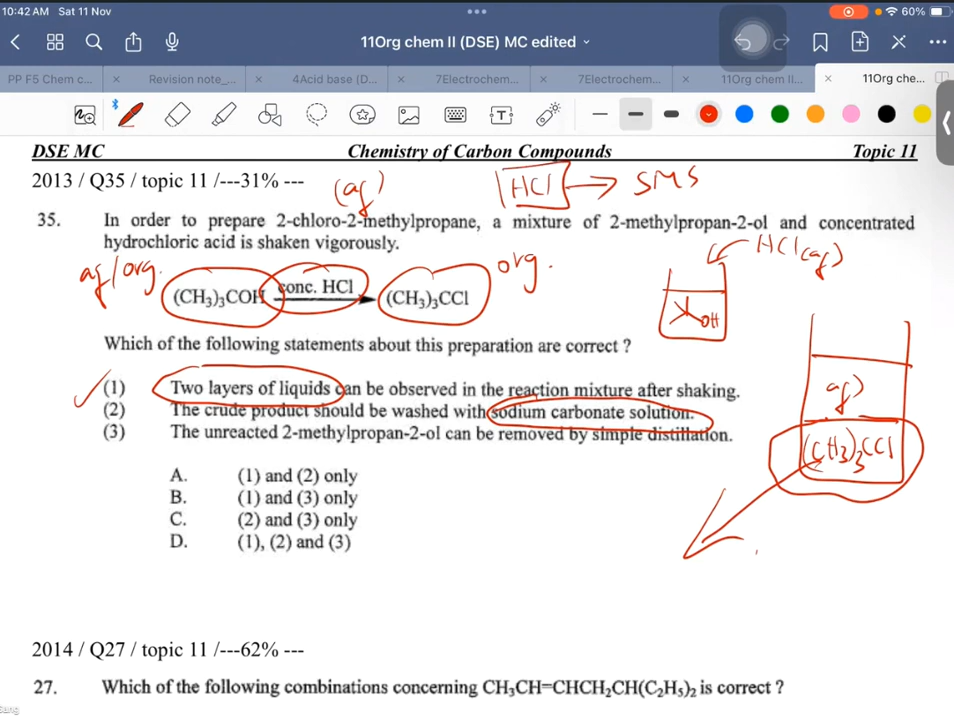 10:42 AM Sat 11 Nov
60%
11Org chem II (DSE) MC edited
PP F5 Chem c...
Revision note_...
4Acid base (D...
7Electrochem...
7Electrochem...
11Org chem II...
11Org che...
DSE MC Chemistry of Carbon Compounds Topic 11
2013 / Q35 / topic 11 /---31% ---
(aq)
HCl → SMS
35. In order to prepare 2-chloro-2-methylpropane, a mixture of 2-methylpropan-2-ol and concentrated
hydrochloric acid is shaken vigorously.
HCl(aq)
aq/org.
(CH₃)₃COH conc. HCl (CH₃)₃CCl
org.
OH
Which of the following statements about this preparation are correct ?
(1) Two layers of liquids can be observed in the reaction mixture after shaking.
(2) The crude product should be washed with sodium carbonate solution.
(3) The unreacted 2-methylpropan-2-ol can be removed by simple distillation.
aq)
(CH₃)₃CCl
A. (1) and (2) only
B. (1) and (3) only
C. (2) and (3) only
D. (1), (2) and (3)
2014 / Q27 / topic 11 /---62% ---
27. Which of the following combinations concerning CH₃CH=CHCH₂CH(C₂H₅)₂ is correct ?